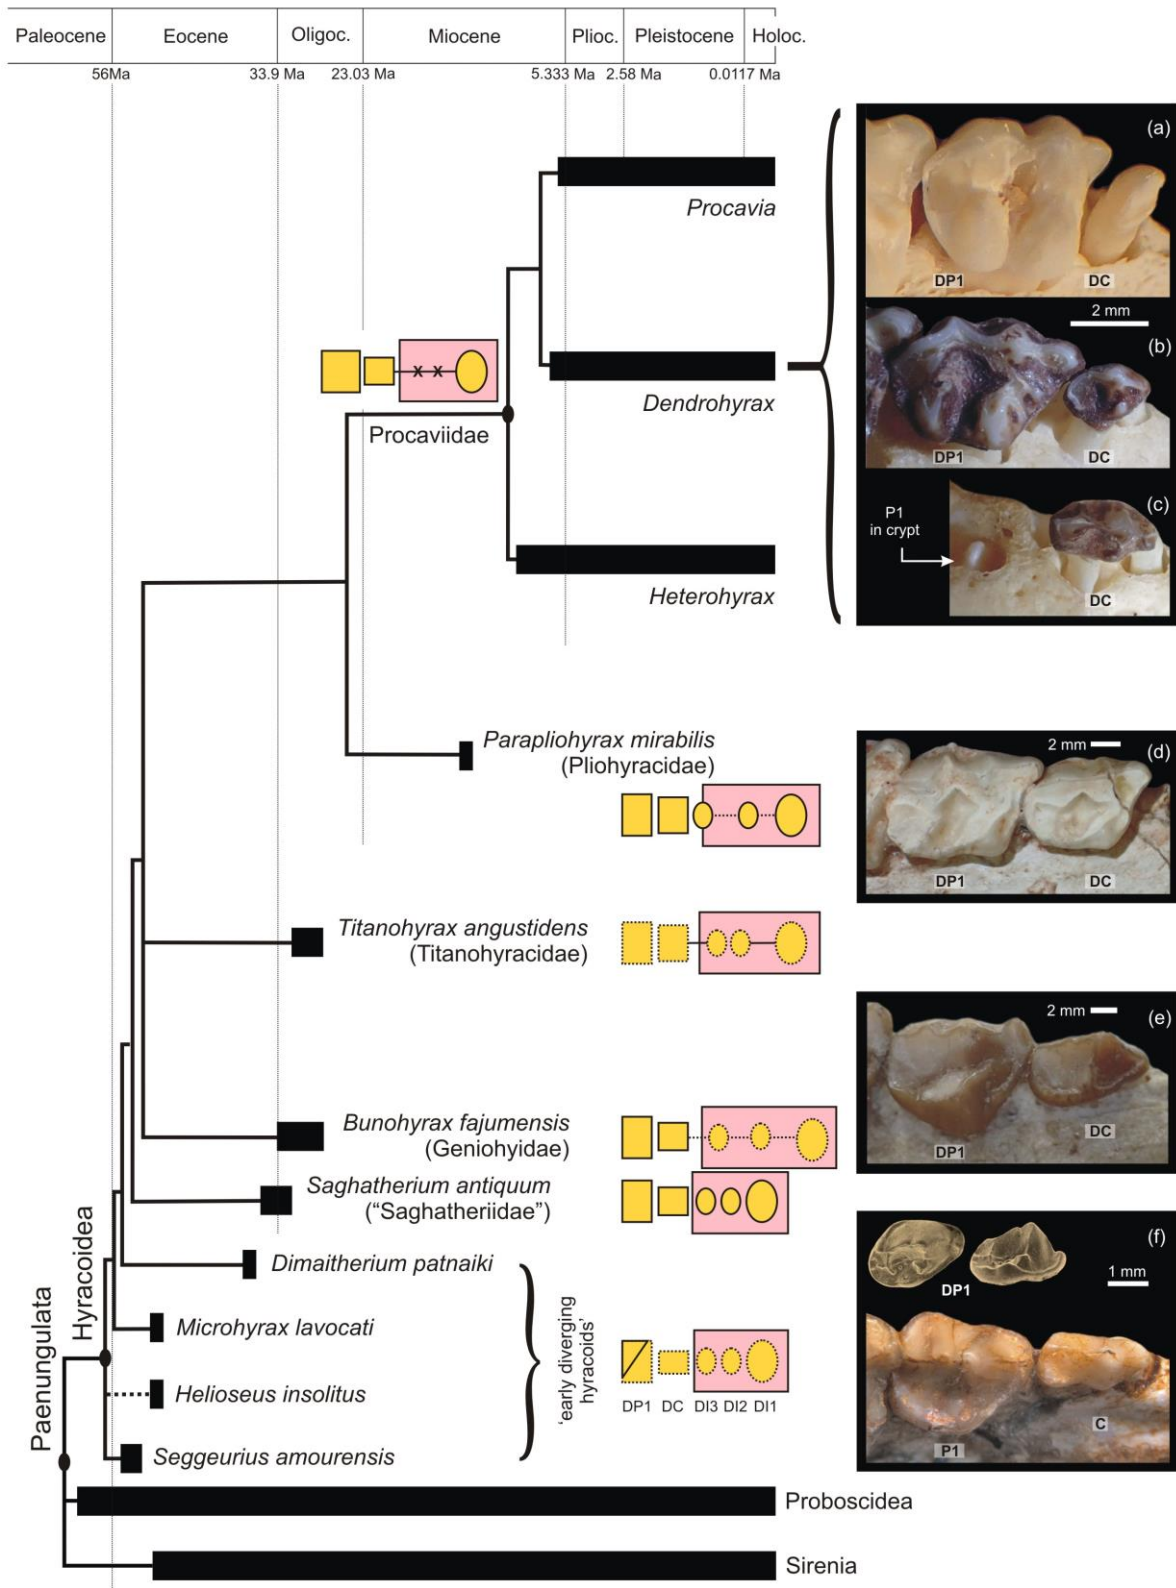 Paleocene Eocene Oligoc. Miocene Plioc. Pleistocene Holoc.
56Ma 33.9 Ma 23.03 Ma 5.333 Ma 2.58 Ma 0.0117 Ma
(a)
DP1 DC
2 mm
(b)
DP1 DC
(c)
P1
in crypt
DC
Procavia
x x
Dendrohyrax
Procaviidae
Heterohyrax
Parapliohyrax mirabilis
(Pliohyracidae)
2 mm (d)
DP1 DC
Titanohyrax angustidens
(Titanohyracidae)
2 mm (e)
DP1 DC
Bunohyrax fajumensis
(Geniohyidae)
Saghatherium antiquum
(“Saghatheriidae”)
(f)
DP1
1 mm
P1 C
Dimaitherium patnaiki
Microhyrax lavocati
Helioseus insolitus
Seggeurius amourensis
‘early diverging
hyracoids’
DP1 DC DI3 DI2 DI1
Hyracoidea
Paenungulata
Proboscidea
Sirenia